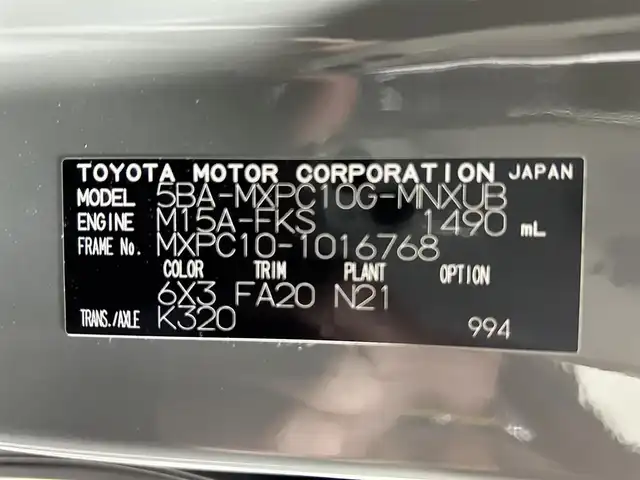 TOYOTA MOTOR CORPORATION JAPAN
MODEL 5BA-MXPC10G-MNXUB
ENGINE M15A-FKS 1490 mL
FRAME No. MXPC10-1016768
COLOR TRIM PLANT OPTION
6X3 FA20 N21
TRANS./AXLE K320 994